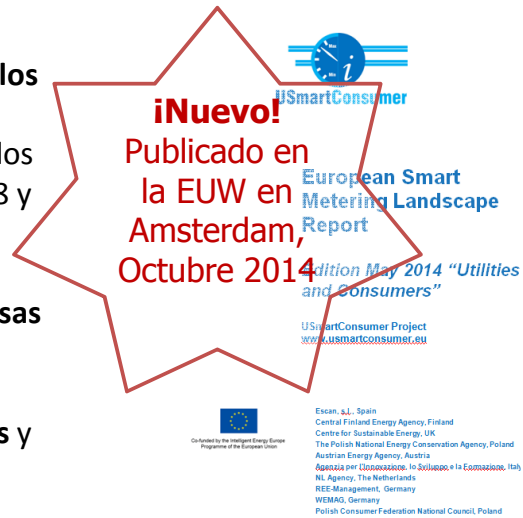 los
los
8 y
sas
s y
¡Nuevo!
Publicado en
la EUW en
Amsterdam,
Octubre 2014
USmartConsumer
European Smart
Metering Landscape
Report
Edition May 2014 “Utilities
and Consumers”
USmartConsumer Project
www.usmartconsumer.eu
Co-funded by the Intelligent Energy Europe
Programme of the European Union
Escan, s.l., Spain
Central Finland Energy Agency, Finland
Centre for Sustainable Energy, UK
The Polish National Energy Conservation Agency, Poland
Austrian Energy Agency, Austria
Agenzia per l'Innovazione, lo Sviluppo e la Formazione, Italy
NL Agency, The Netherlands
REE-Management, Germany
WEMAG, Germany
Polish Consumer Federation National Council, Poland